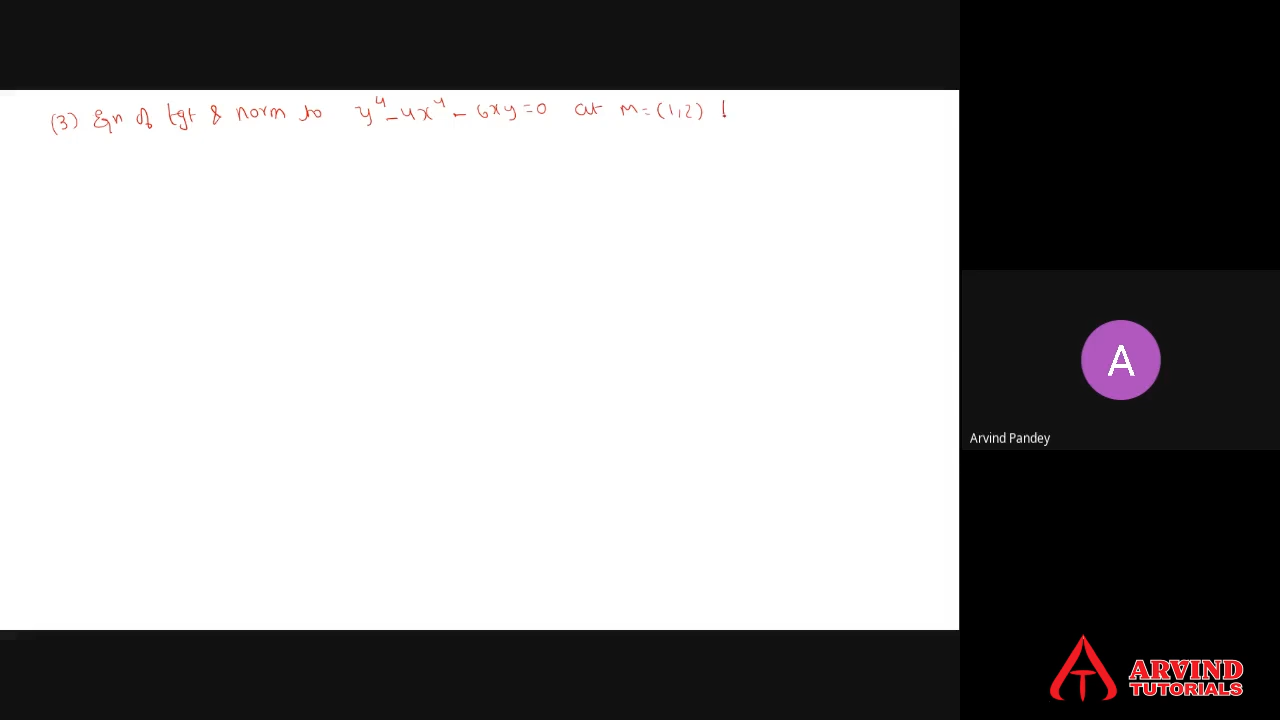 (3) Eqn of tgt & norm to y⁴ - 4x⁴ - 6xy = 0 at M = (1,2) !
A
Arvind Pandey
ARVIND
TUTORIALS